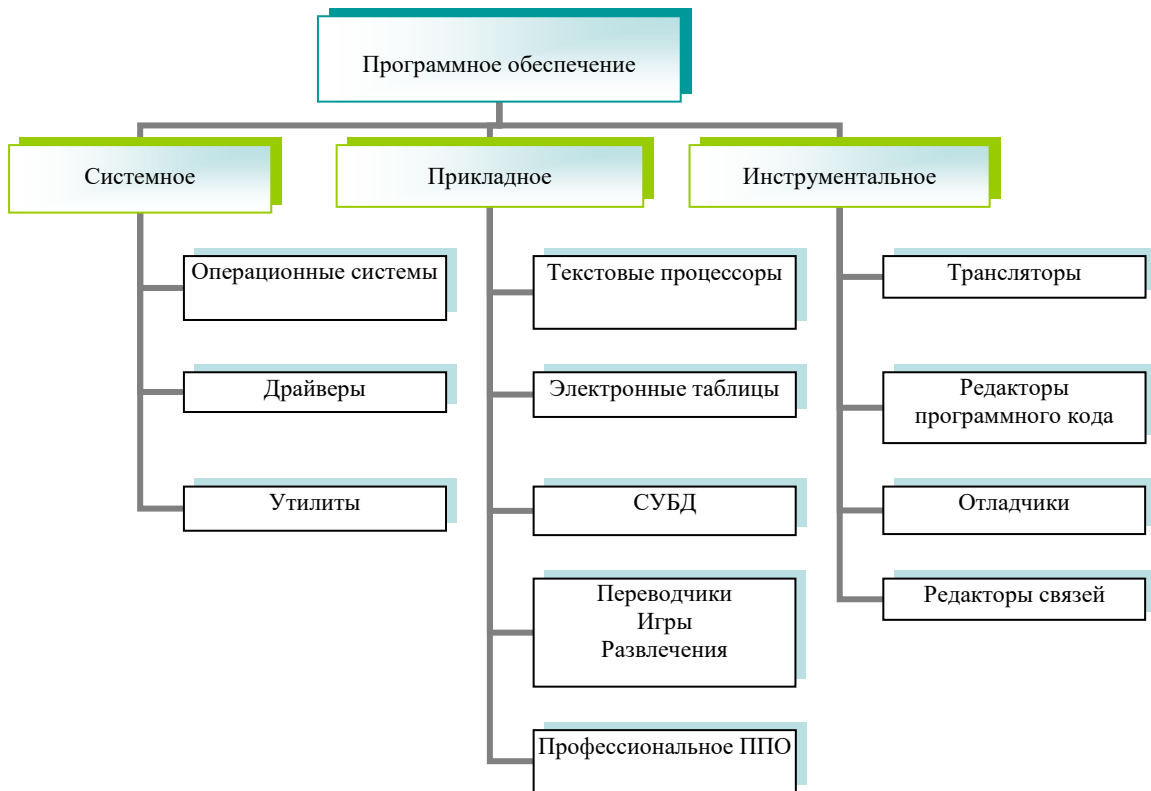 Программное обеспечение
Системное
Прикладное
Инструментальное
Операционные системы
Текстовые процессоры
Трансляторы
Драйверы
Электронные таблицы
Редакторы
программного кода
Утилиты
СУБД
Отладчики
Переводчики
Игры
Развлечения
Редакторы связей
Профессиональное ППО